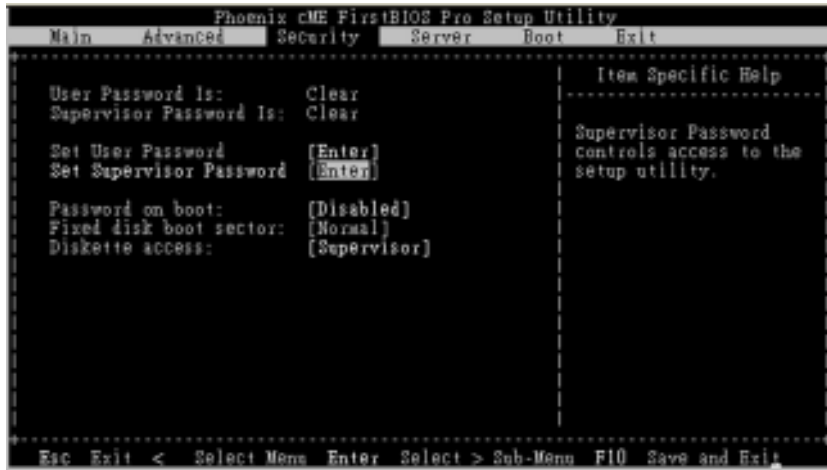 Phoenix cME FirstBIOS Pro Setup Utility
Main Advanced Security Server Boot Exit
Item Specific Help
User Password Is: Clear
Supervisor Password Is: Clear
Supervisor Password
controls access to the
setup utility.
Set User Password [Enter]
Set Supervisor Password [Enter]
Password on boot: [Disabled]
Fixed disk boot sector: [Normal]
Diskette access: [Supervisor]
Esc Exit < Select Menu Enter Select > Sub-Menu F10 Save and Exit